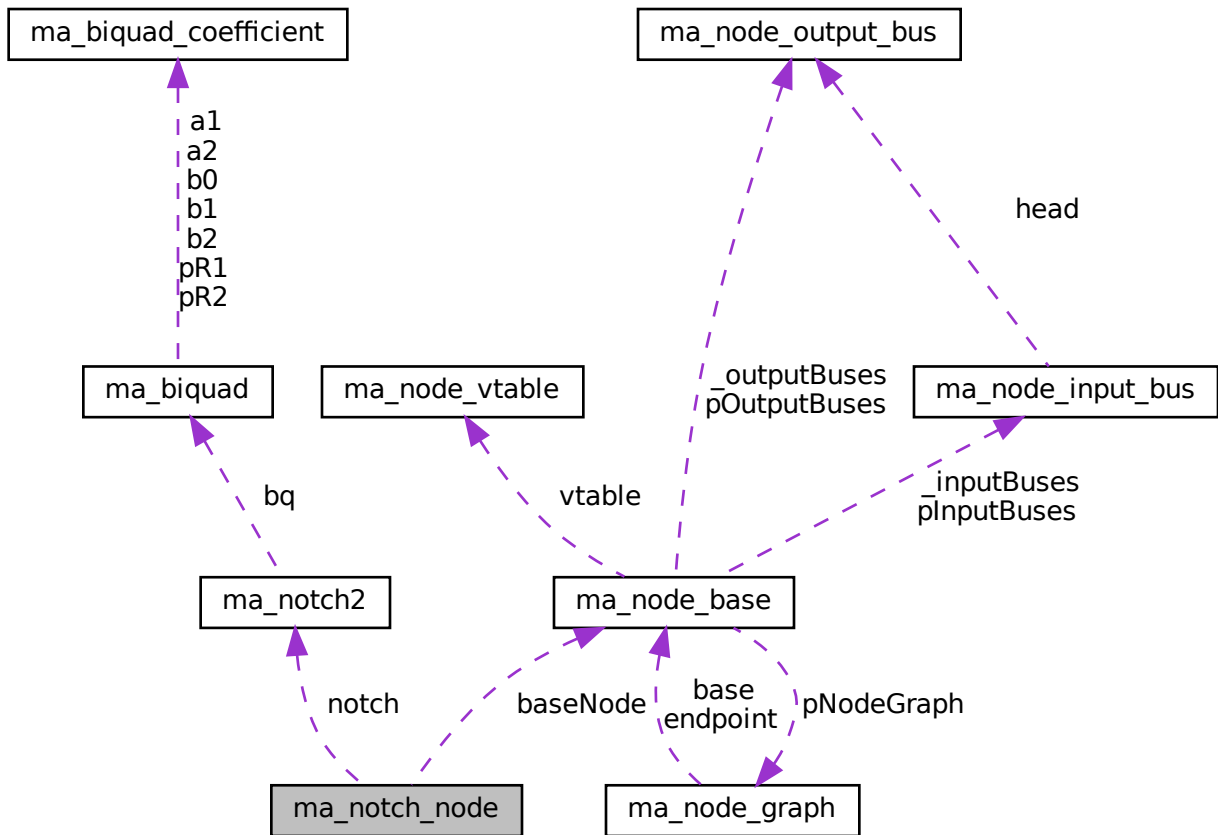 ma_biquad_coefficient
ma_node_output_bus
a1
a2
b0
b1
b2
pR1
pR2
head
ma_biquad
ma_node_vtable
_outputBuses
pOutputBuses
ma_node_input_bus
bq
vtable
_inputBuses
pInputBuses
ma_notch2
ma_node_base
notch
baseNode
base
endpoint
pNodeGraph
ma_notch_node
ma_node_graph